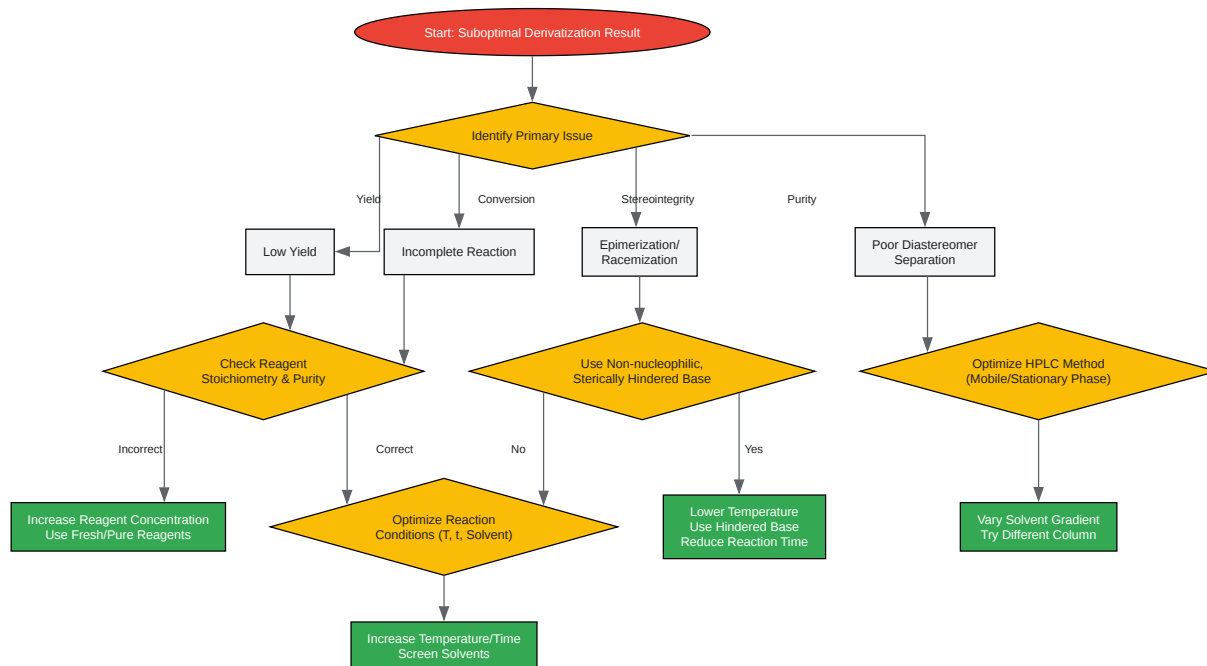 Start: Suboptimal Derivatization Result
Identify Primary Issue
Yield
Conversion
Stereointegrity
Purity
Low Yield
Incomplete Reaction
Epimerization/
Racemization
Poor Diastereomer
Separation
Check Reagent
Stoichiometry & Purity
Use Non-nucleophilic,
Sterically Hindered Base
Optimize HPLC Method
(Mobile/Stationary Phase)
Incorrect
Correct
No
Yes
Increase Reagent Concentration
Use Fresh/Pure Reagents
Optimize Reaction
Conditions (T, t, Solvent)
Lower Temperature
Use Hindered Base
Reduce Reaction Time
Vary Solvent Gradient
Try Different Column
Increase Temperature/Time
Screen Solvents